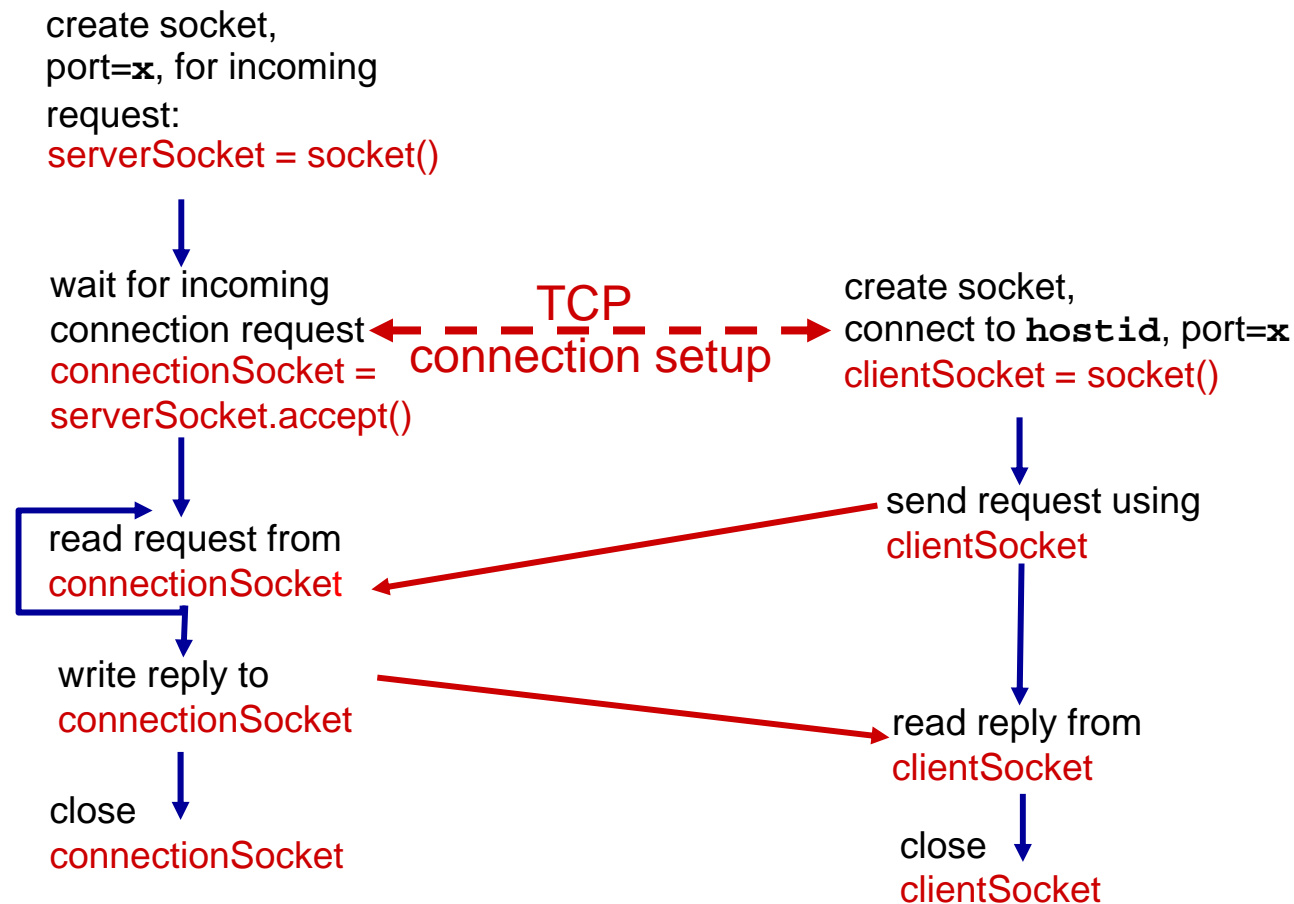 create socket,
port=x, for incoming
request:
serverSocket = socket()
wait for incoming
connection request
connectionSocket =
serverSocket.accept()
TCP
connection setup
create socket,
connect to hostid, port=x
clientSocket = socket()
read request from
connectionSocket
send request using
clientSocket
write reply to
connectionSocket
read reply from
clientSocket
close
connectionSocket
close
clientSocket